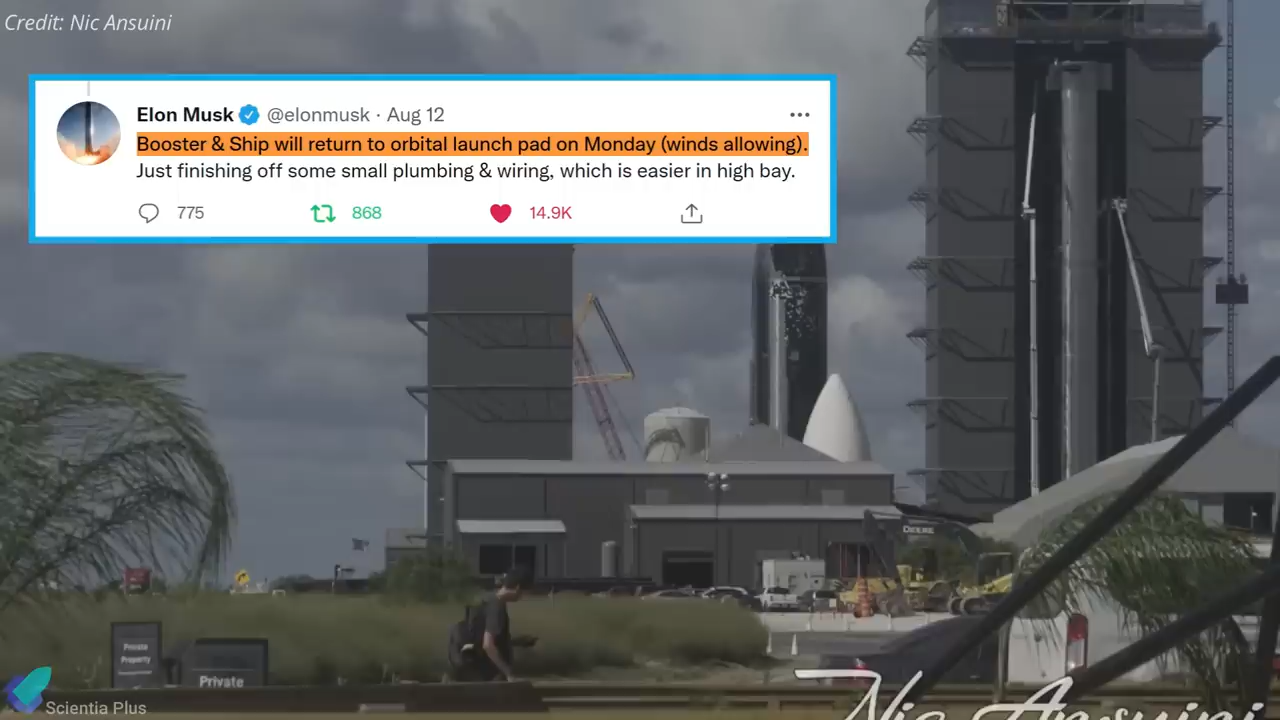 Credit: Nic Ansuini
Elon Musk @elonmusk · Aug 12
Booster & Ship will return to orbital launch pad on Monday (winds allowing).
Just finishing off some small plumbing & wiring, which is easier in high bay.
775 868 14.9K
DEERE
Private
Property
Private
Scientia Plus
Nic Ansuini